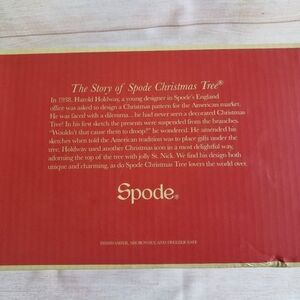 The Story of Spode Christmas Tree®
In 1938, Harold Holdway, a young designer in Spode's England
office was asked to design a Christmas pattern for the American market.
He was faced with a dilemma... he had never seen a decorated Christmas
Tree! In his first sketch the presents were suspended from the branches.
"Wouldn't that cause them to droop?" he wondered. He amended his
sketches when told the American tradition was to place gifts under the
tree. Holdway used another Christmas icon in a most delightful way,
adorning the top of the tree with jolly St. Nick. We find his design both
unique and charming, as do Spode Christmas Tree lovers the world over.
Spode®
DISHWASHER, MICROWAVE AND FREEZER SAFE